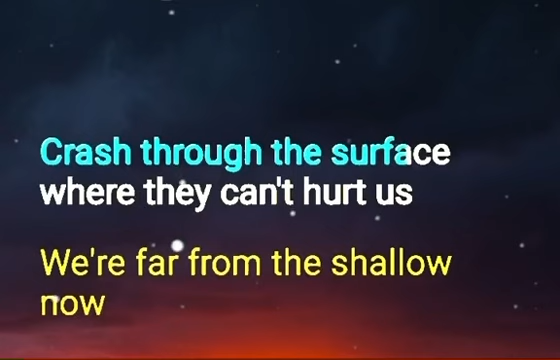 Crash through the surface
where they can't hurt us
We're far from the shallow
now